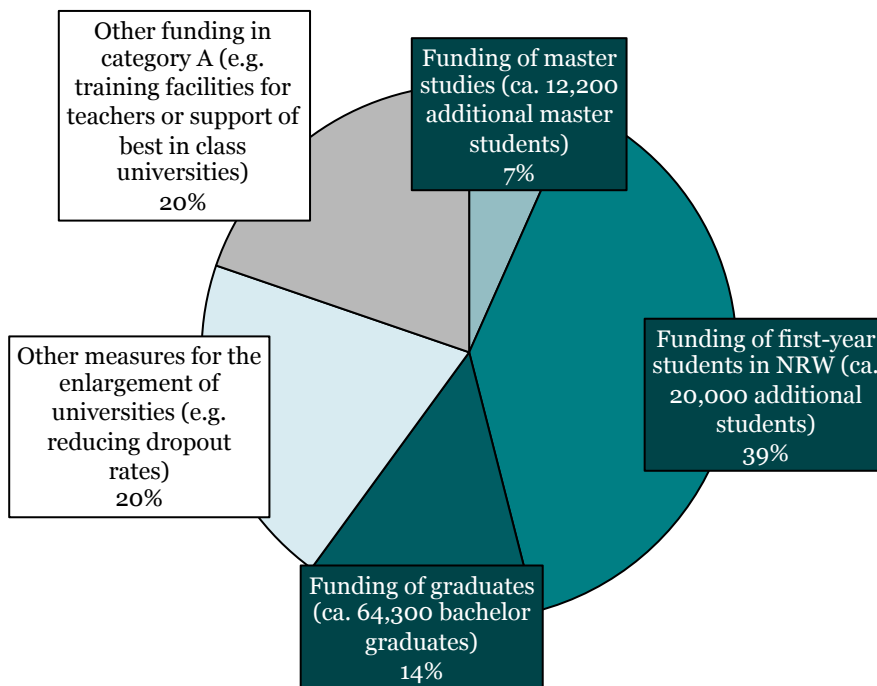 Other funding in
category A (e.g.
training facilities for
teachers or support of
best in class
universities)
20%
Funding of master
studies (ca. 12,200
additional master
students)
7%
Funding of first-year
students in NRW (ca.
20,000 additional
students)
39%
Other measures for the
enlargement of
universities (e.g.
reducing dropout
rates)
20%
Funding of graduates
(ca. 64,300 bachelor
graduates)
14%